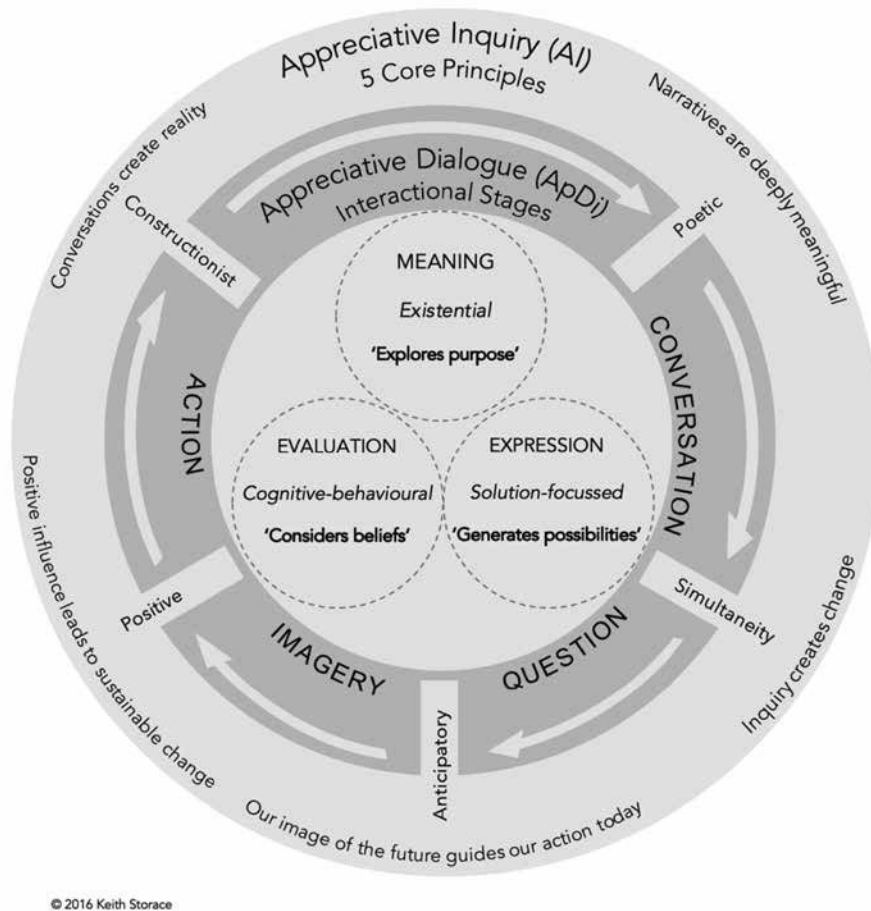 Appreciative Inquiry (AI)
5 Core Principles
Conversations create reality
Narratives are deeply meaningful
Appreciative Dialogue (ApDi)
Interactional Stages
Constructionist
Poetic
MEANING
Existential
'Explores purpose'
ACTION
CONVERSATION
EVALUATION
Cognitive-behavioural
'Considers beliefs'
EXPRESSION
Solution-focussed
'Generates possibilities'
Positive
Simultaneity
IMAGERY
QUESTION
Anticipatory
Positive influence leads to sustainable change
Inquiry creates change
Our image of the future guides our action today
© 2016 Keith Storace